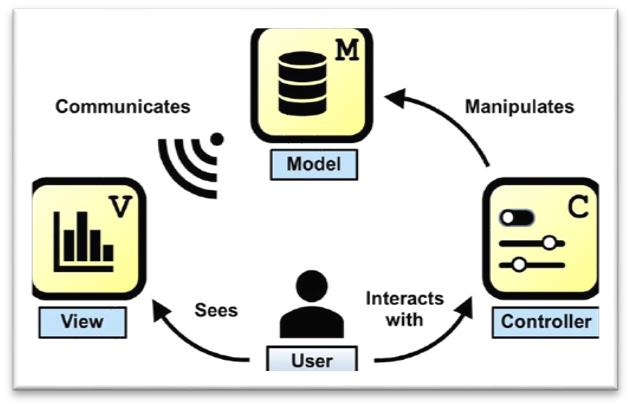 M
Communicates
Manipulates
Model
V
C
Sees
Interacts
with
View
Controller
User